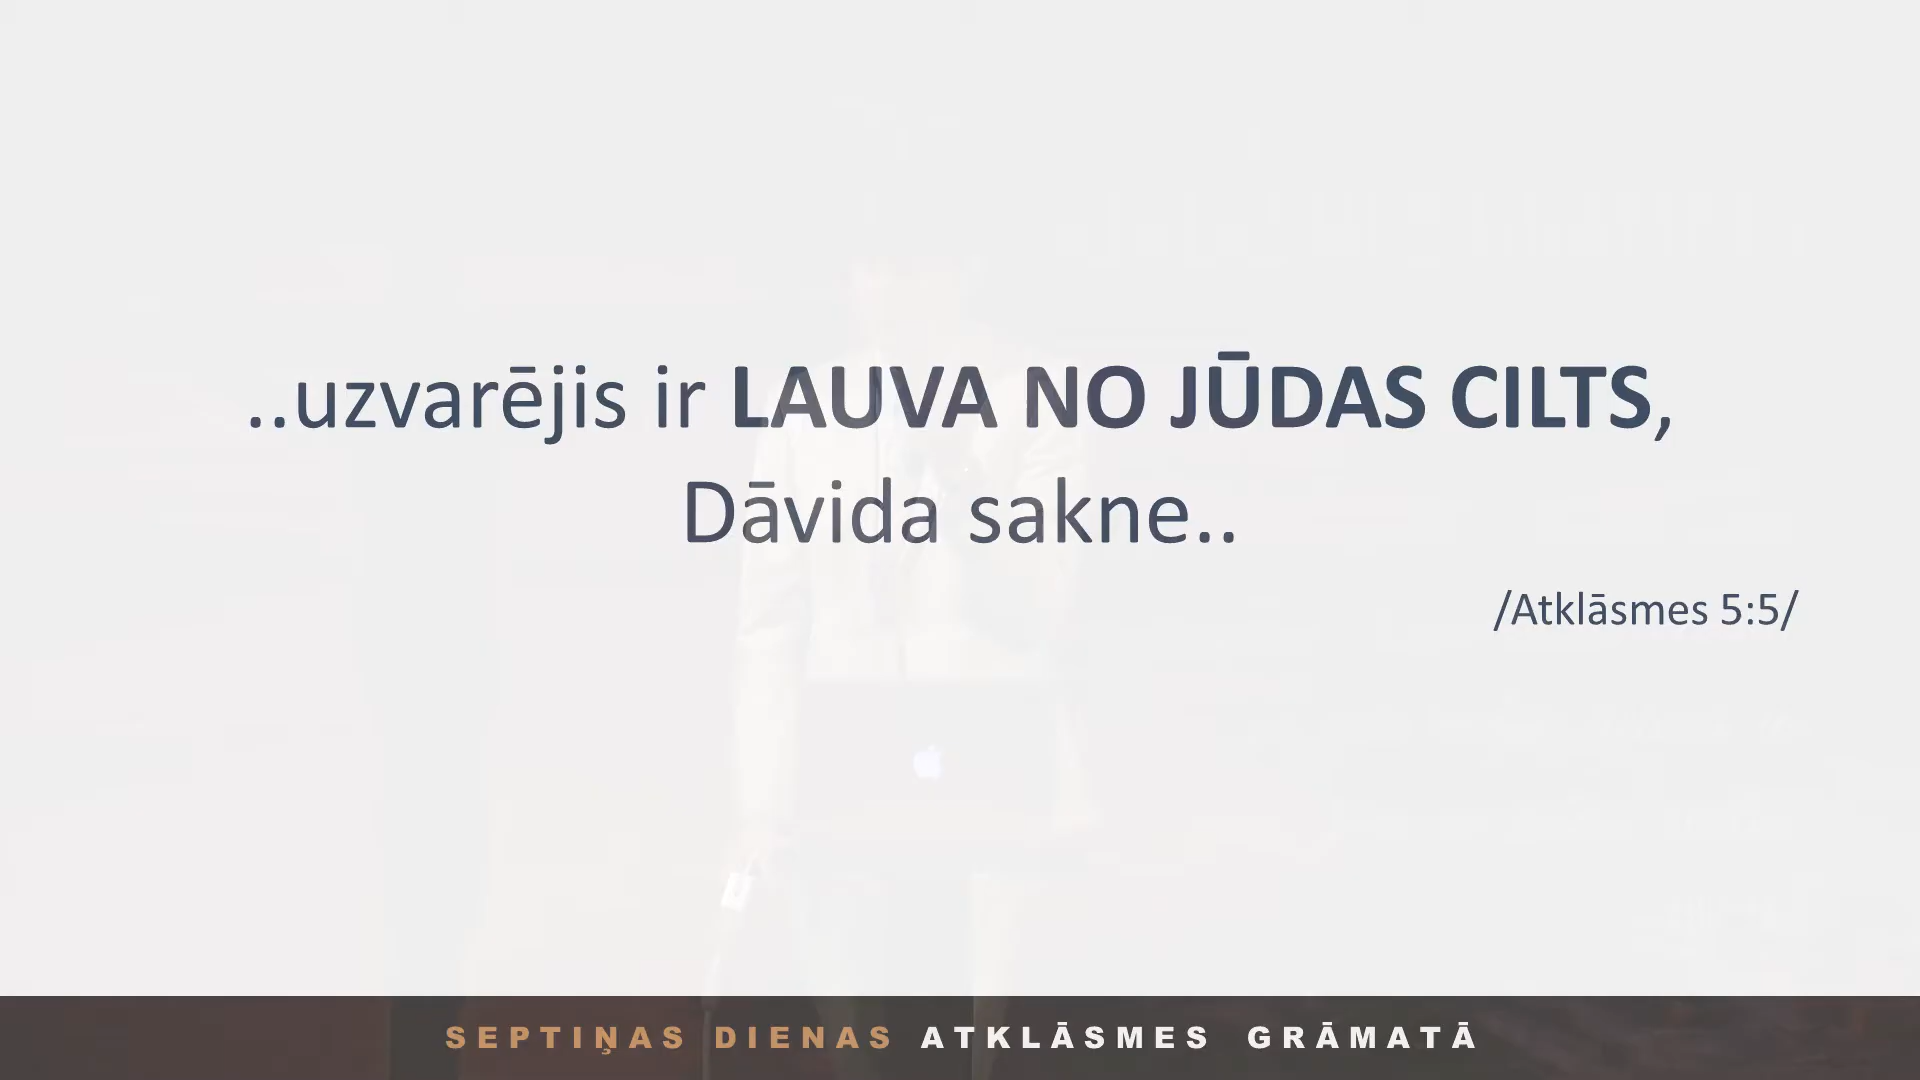 ..uzvarējis ir LAUVA NO JŪDAS CILTS,
Dāvida sakne..
/Atklāsmes 5:5/
SEPTIŅAS DIENAS ATKLĀSMES GRĀMATĀ